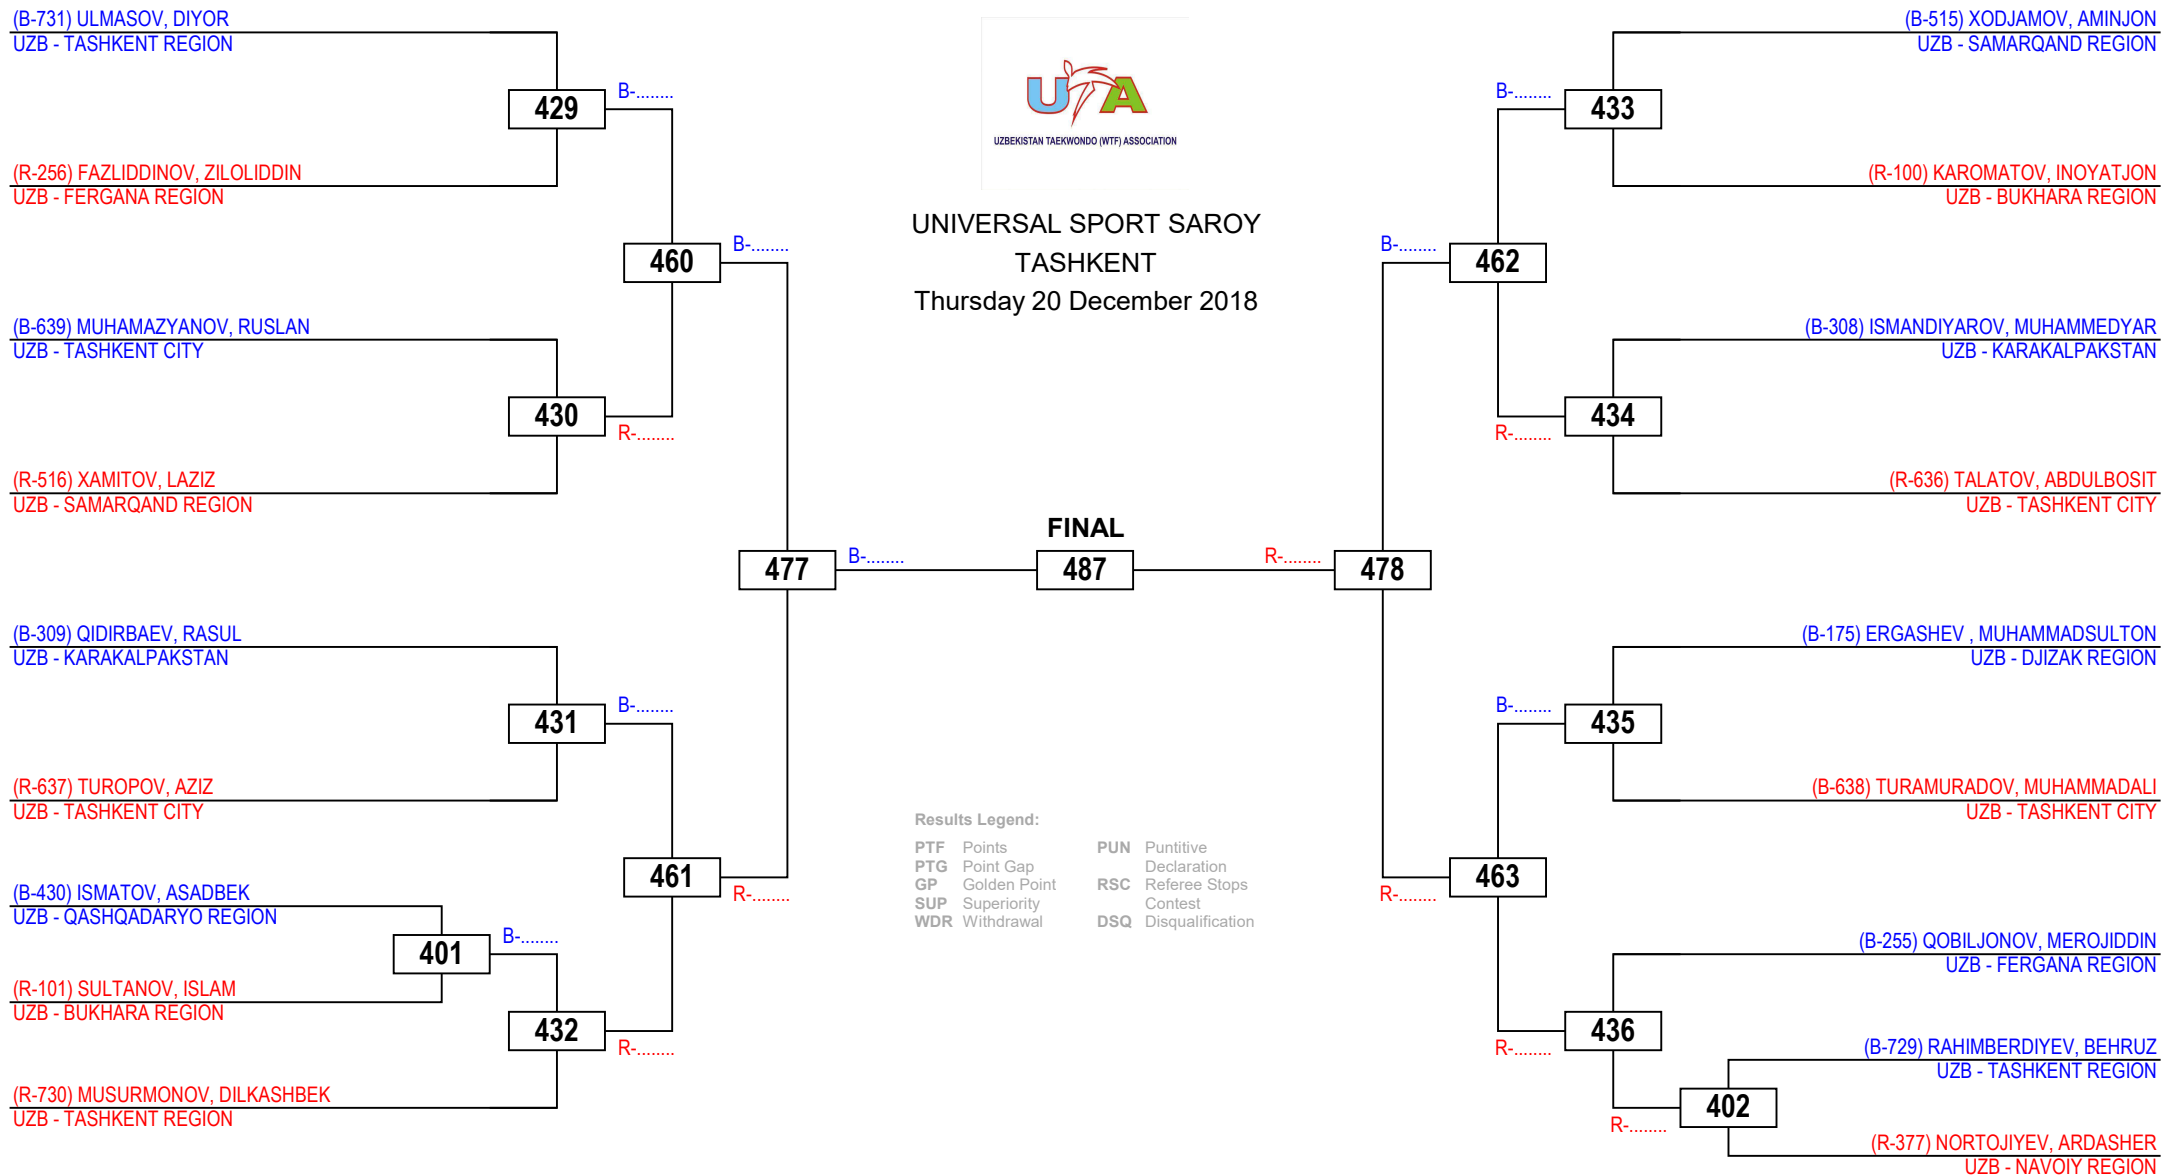 (B-731) ULMASOV, DIYOR
UZB - TASHKENT REGION
429
B-........
(R-256) FAZLIDDINOV, ZILOLIDDIN
UZB - FERGANA REGION
460
B-........
(B-639) MUHAMAZYANOV, RUSLAN
UZB - TASHKENT CITY
430
R-........
(R-516) XAMITOV, LAZIZ
UZB - SAMARQAND REGION
477
B-........
(B-309) QIDIRBAEV, RASUL
UZB - KARAKALPAKSTAN
431
B-........
(R-637) TUROPOV, AZIZ
UZB - TASHKENT CITY
461
R-........
(B-430) ISMATOV, ASADBEK
UZB - QASHQADARYO REGION
401
B-........
(R-101) SULTANOV, ISLAM
UZB - BUKHARA REGION
432
R-........
(R-730) MUSURMONOV, DILKASHBEK
UZB - TASHKENT REGION
UTA
UZBEKISTAN TAEKWONDO (WTF) ASSOCIATION
UNIVERSAL SPORT SAROY
TASHKENT
Thursday 20 December 2018
FINAL
487
Results Legend:
PTF Points
PTG Point Gap
GP Golden Point
SUP Superiority
WDR Withdrawal
PUN Puntitive
Declaration
RSC Referee Stops
Contest
DSQ Disqualification
(B-515) XODJAMOV, AMINJON
UZB - SAMARQAND REGION
B-........
433
(R-100) KAROMATOV, INOYATJON
UZB - BUKHARA REGION
B-........
462
(B-308) ISMANDIYAROV, MUHAMMEDYAR
UZB - KARAKALPAKSTAN
434
R-........
(R-636) TALATOV, ABDULBOSIT
UZB - TASHKENT CITY
R-........
478
(B-175) ERGASHEV , MUHAMMADSULTON
UZB - DJIZAK REGION
B-........
435
(B-638) TURAMURADOV, MUHAMMADALI
UZB - TASHKENT CITY
463
R-........
(B-255) QOBILJONOV, MEROJIDDIN
UZB - FERGANA REGION
436
R-........
(B-729) RAHIMBERDIYEV, BEHRUZ
UZB - TASHKENT REGION
402
R-........
(R-377) NORTOJIYEV, ARDASHER
UZB - NAVOIY REGION